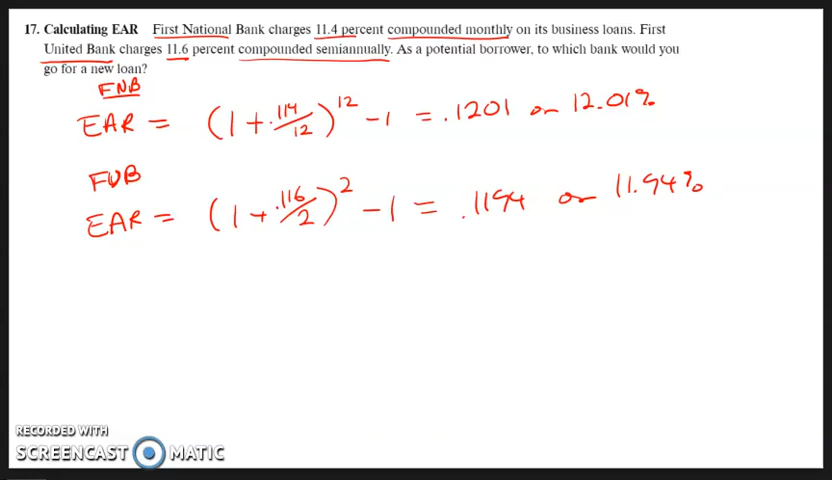 17. Calculating EAR First National Bank charges 11.4 percent compounded monthly on its business loans. First
United Bank charges 11.6 percent compounded semiannually. As a potential borrower, to which bank would you
go for a new loan?
FNB
EAR = (1 + .114/12)^12 - 1 = .1201 or 12.01%
FUB
EAR = (1 + .116/2)^2 - 1 = .1194 or 11.94%
RECORDED WITH
SCREENCAST MATIC